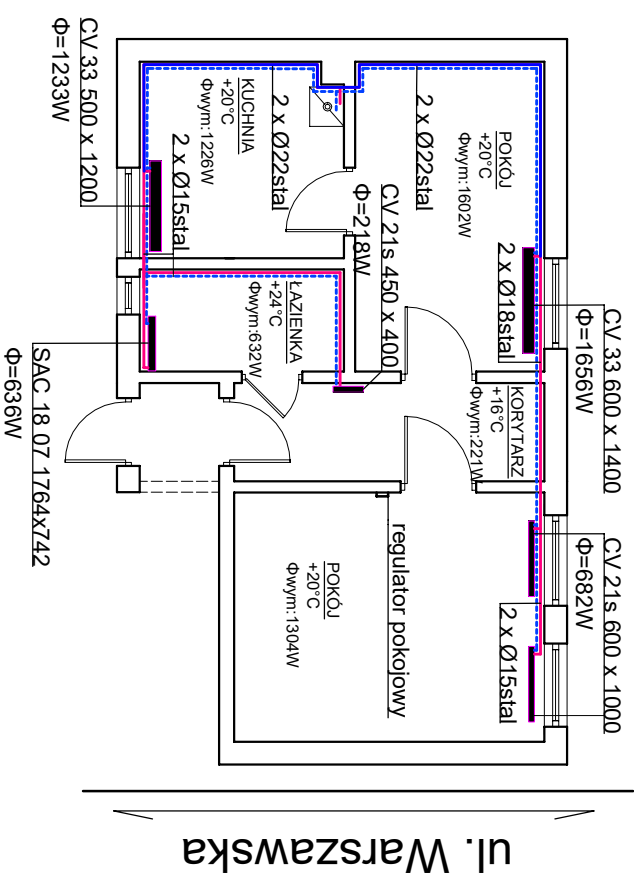 CV 33 500 x 1200
Φ=1233W
KUCHNIA
+20°C
Φwym:1226W
2 x Ø15stal
2 x Ø22stal
2 x Ø22stal
POKÓJ
+20°C
Φwym:1602W
2 x Ø18stal
CV 33 600 x 1400
Φ=1656W
CV 21s 450 x 400
Φ=218W
ŁAZIENKA
+24°C
Φwym:632W
SAC 18 07 1764x742
Φ=636W
KORYTARZ
+16°C
Φwym:221W
CV 21s 600 x 1000
Φ=682W
2 x Ø15stal
regulator pokojowy
POKÓJ
+20°C
Φwym:1304W
ul. Warszawska